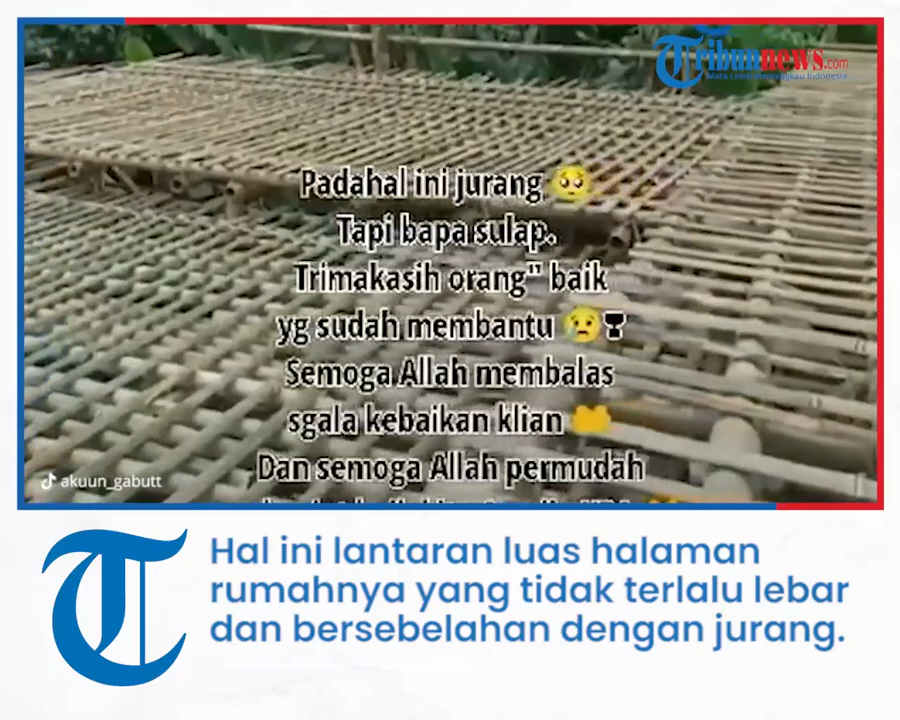 Tribunnews.com
Padahal ini jurang 🥺
Tapi bapa sulap.
Trimakasih orang" baik
yg sudah membantu 😢
Semoga Allah membalas
sgala kebaikan klian 🤲
Dan semoga Allah permudah
akuun_gabutt
Hal ini lantaran luas halaman
rumahnya yang tidak terlalu lebar
dan bersebelahan dengan jurang.